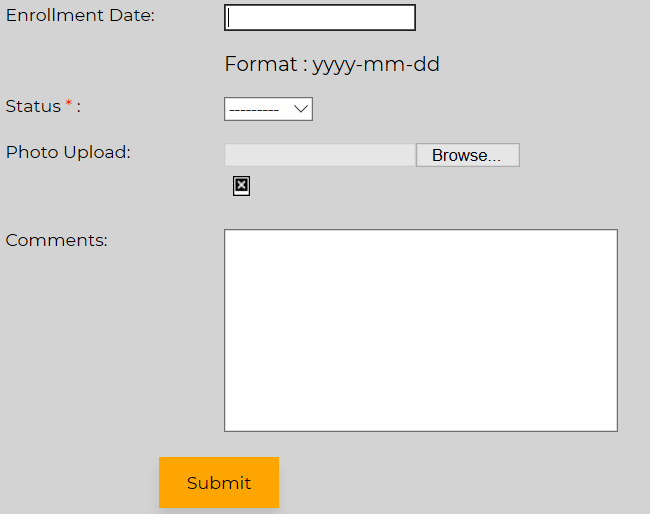 Enrollment Date:
Format : yyyy-mm-dd
Status * : ---------
Photo Upload: Browse...
Comments:
Submit